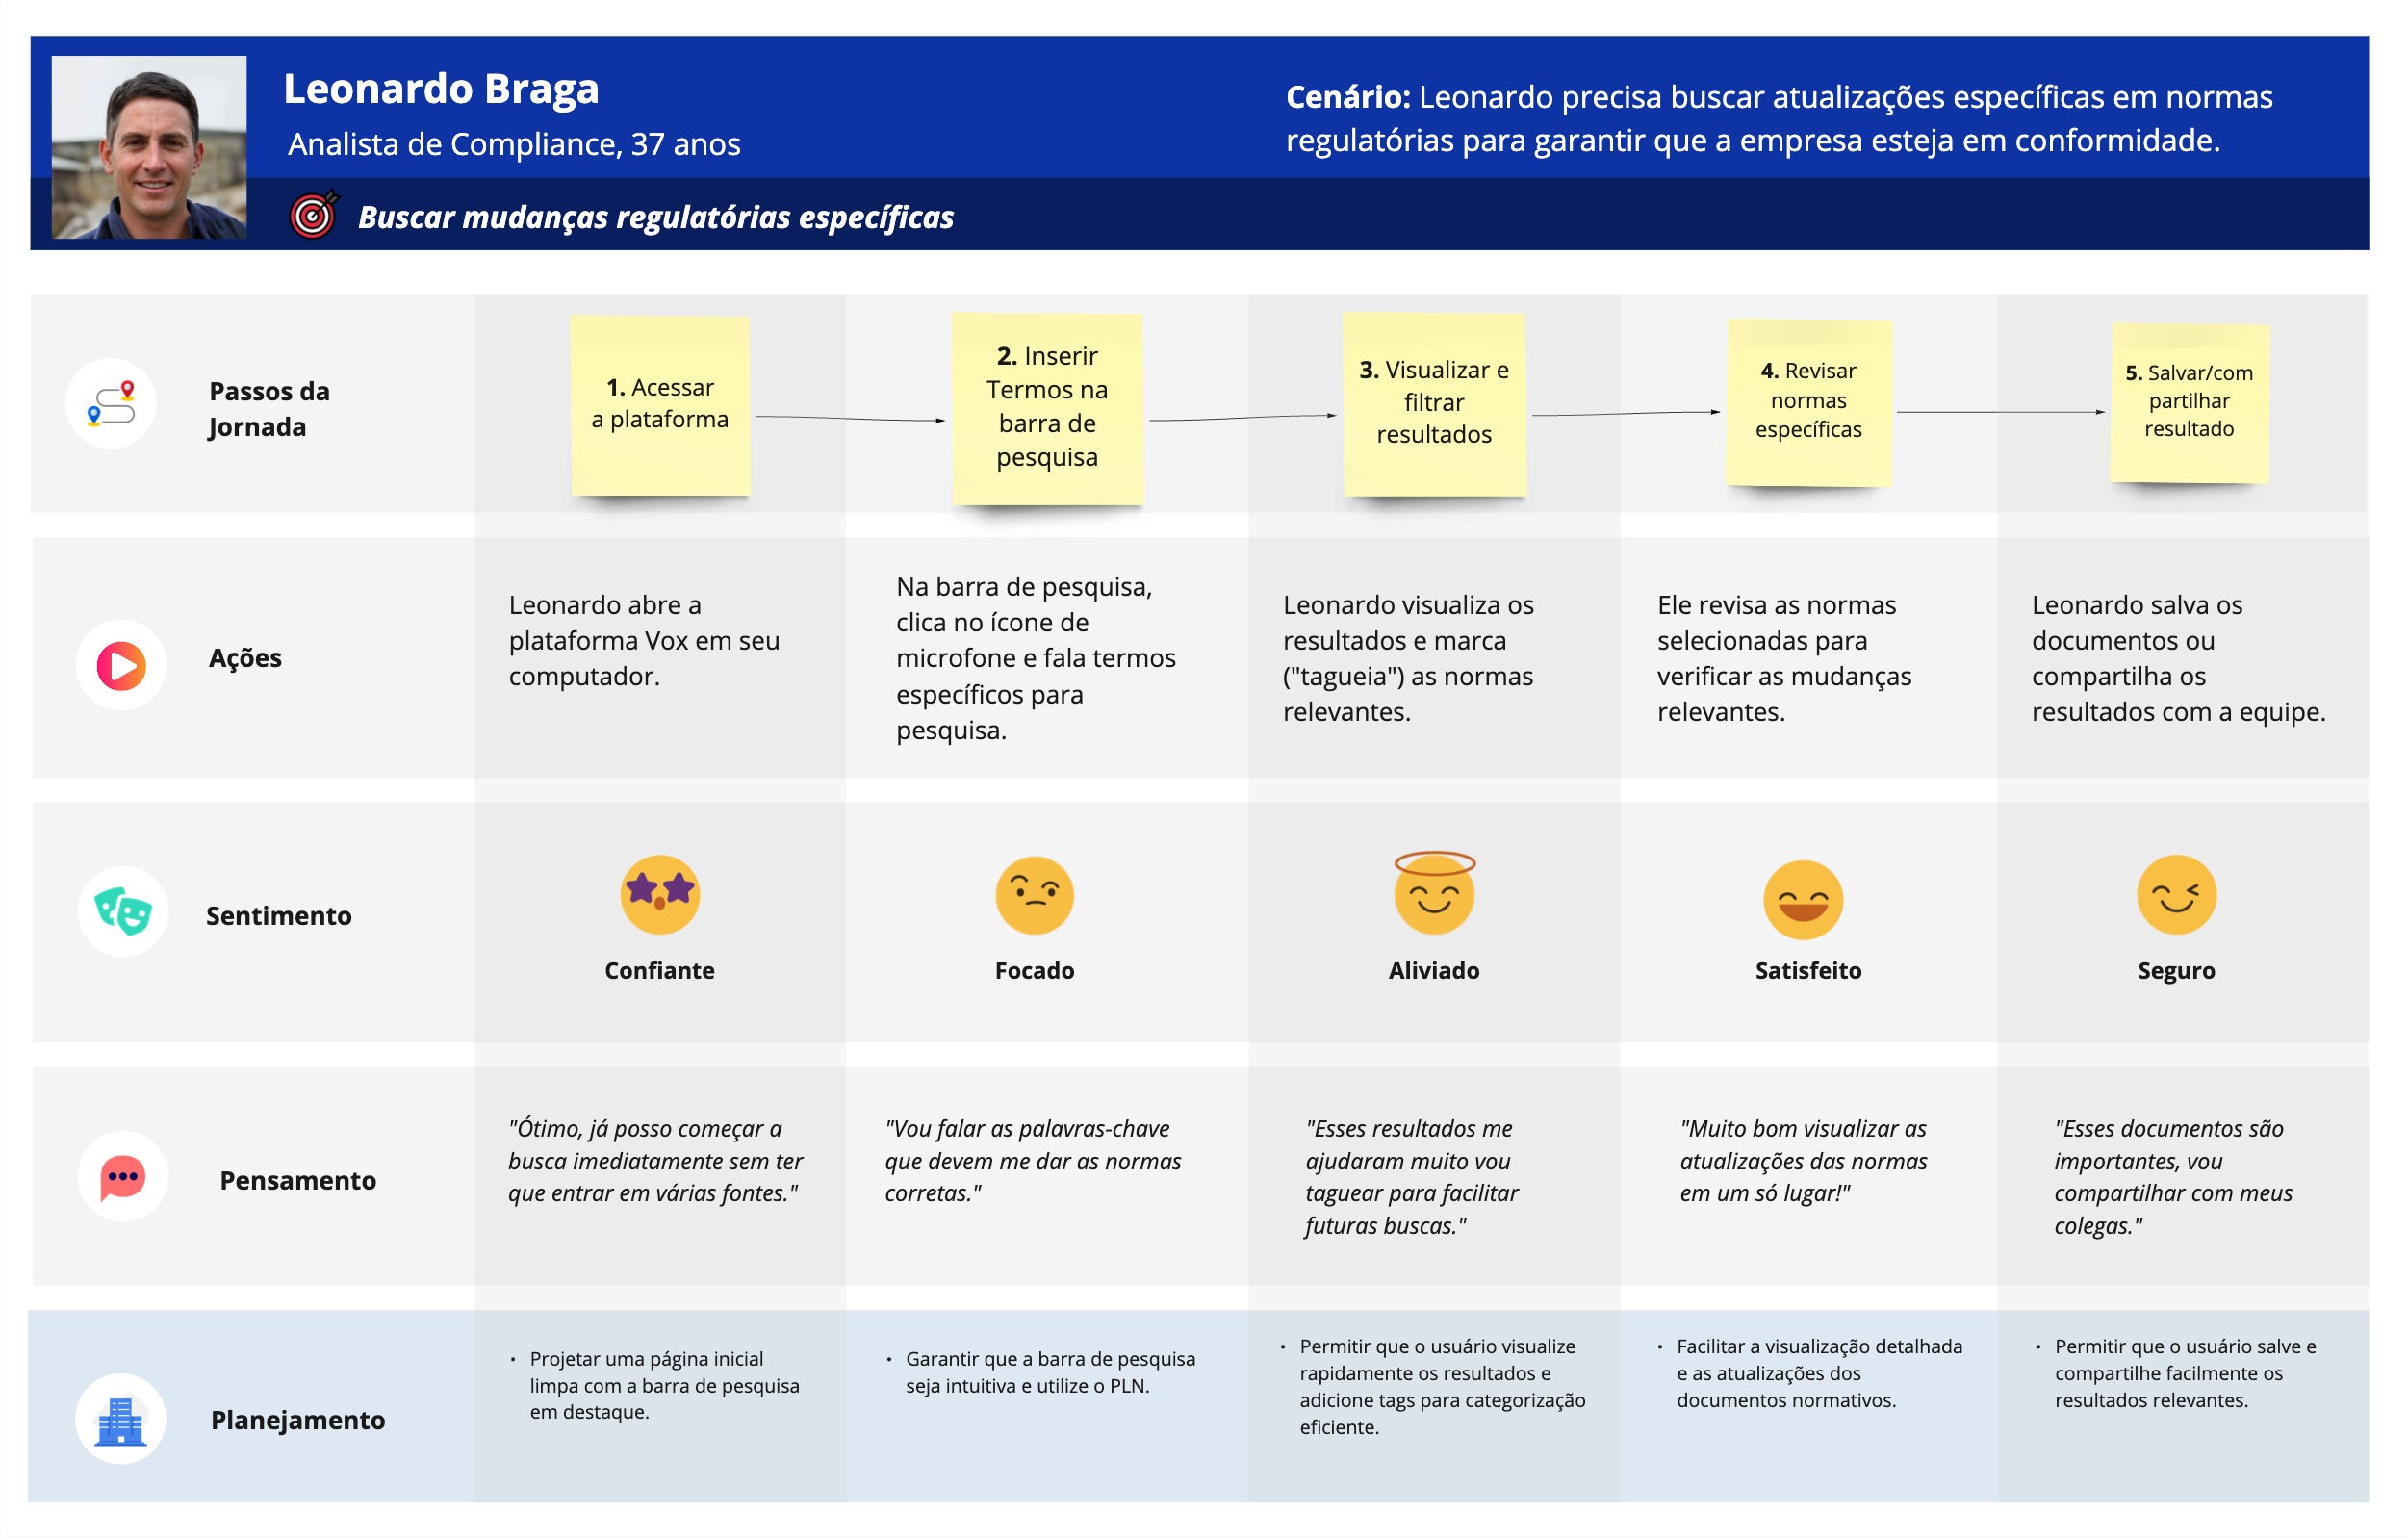 Leonardo Braga
Analista de Compliance, 37 anos
Cenário: Leonardo precisa buscar atualizações específicas em normas
regulatórias para garantir que a empresa esteja em conformidade.
Buscar mudanças regulatórias específicas
Passos da
Jornada
1. Acessar
a plataforma
2. Inserir
Termos na
barra de
pesquisa
3. Visualizar e
filtrar
resultados
4. Revisar
normas
específicas
5. Salvar/com
partilhar
resultado
Ações
Leonardo abre a
plataforma Vox em seu
computador.
Na barra de pesquisa,
clica no ícone de
microfone e fala termos
específicos para
pesquisa.
Leonardo visualiza os
resultados e marca
("tagueia") as normas
relevantes.
Ele revisa as normas
selecionadas para
verificar as mudanças
relevantes.
Leonardo salva os
documentos ou
compartilha os
resultados com a equipe.
Sentimento
Confiante
Focado
Aliviado
Satisfeito
Seguro
Pensamento
"Ótimo, já posso começar a
busca imediatamente sem ter
que entrar em várias fontes."
"Vou falar as palavras-chave
que devem me dar as normas
corretas."
"Esses resultados me
ajudaram muito vou
taguear para facilitar
futuras buscas."
"Muito bom visualizar as
atualizações das normas
em um só lugar!"
"Esses documentos são
importantes, vou
compartilhar com meus
colegas."
Planejamento
• Projetar uma página inicial
limpa com a barra de pesquisa
em destaque.
• Garantir que a barra de pesquisa
seja intuitiva e utilize o PLN.
• Permitir que o usuário visualize
rapidamente os resultados e
adicione tags para categorização
eficiente.
• Facilitar a visualização detalhada
e as atualizações dos
documentos normativos.
• Permitir que o usuário salve e
compartilhe facilmente os
resultados relevantes.